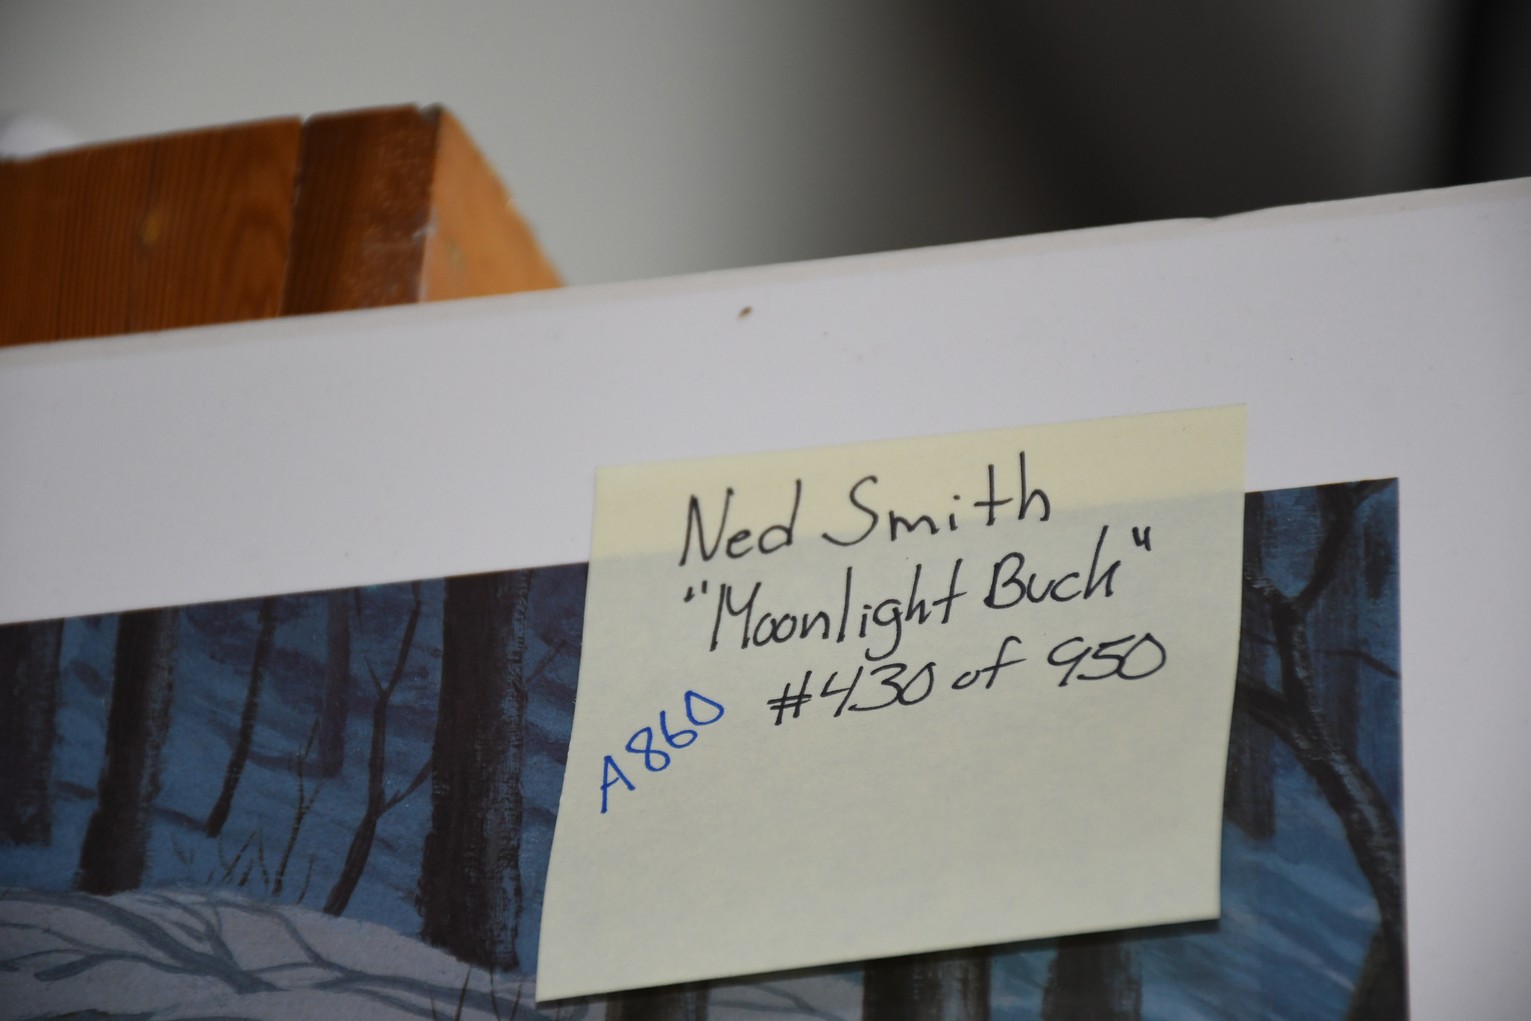 Ned Smith
"Moonlight Buck"
#430 of 950
A860